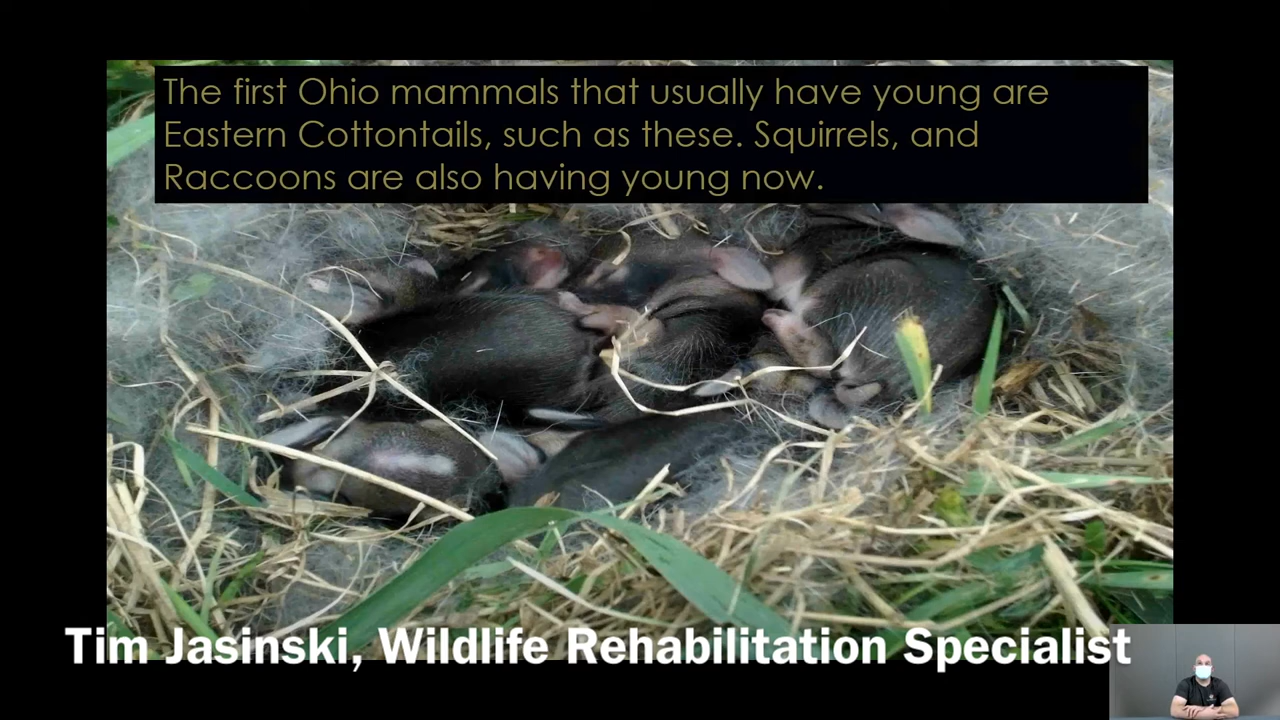 The first Ohio mammals that usually have young are
Eastern Cottontails, such as these. Squirrels, and
Raccoons are also having young now.
Tim Jasinski, Wildlife Rehabilitation Specialist